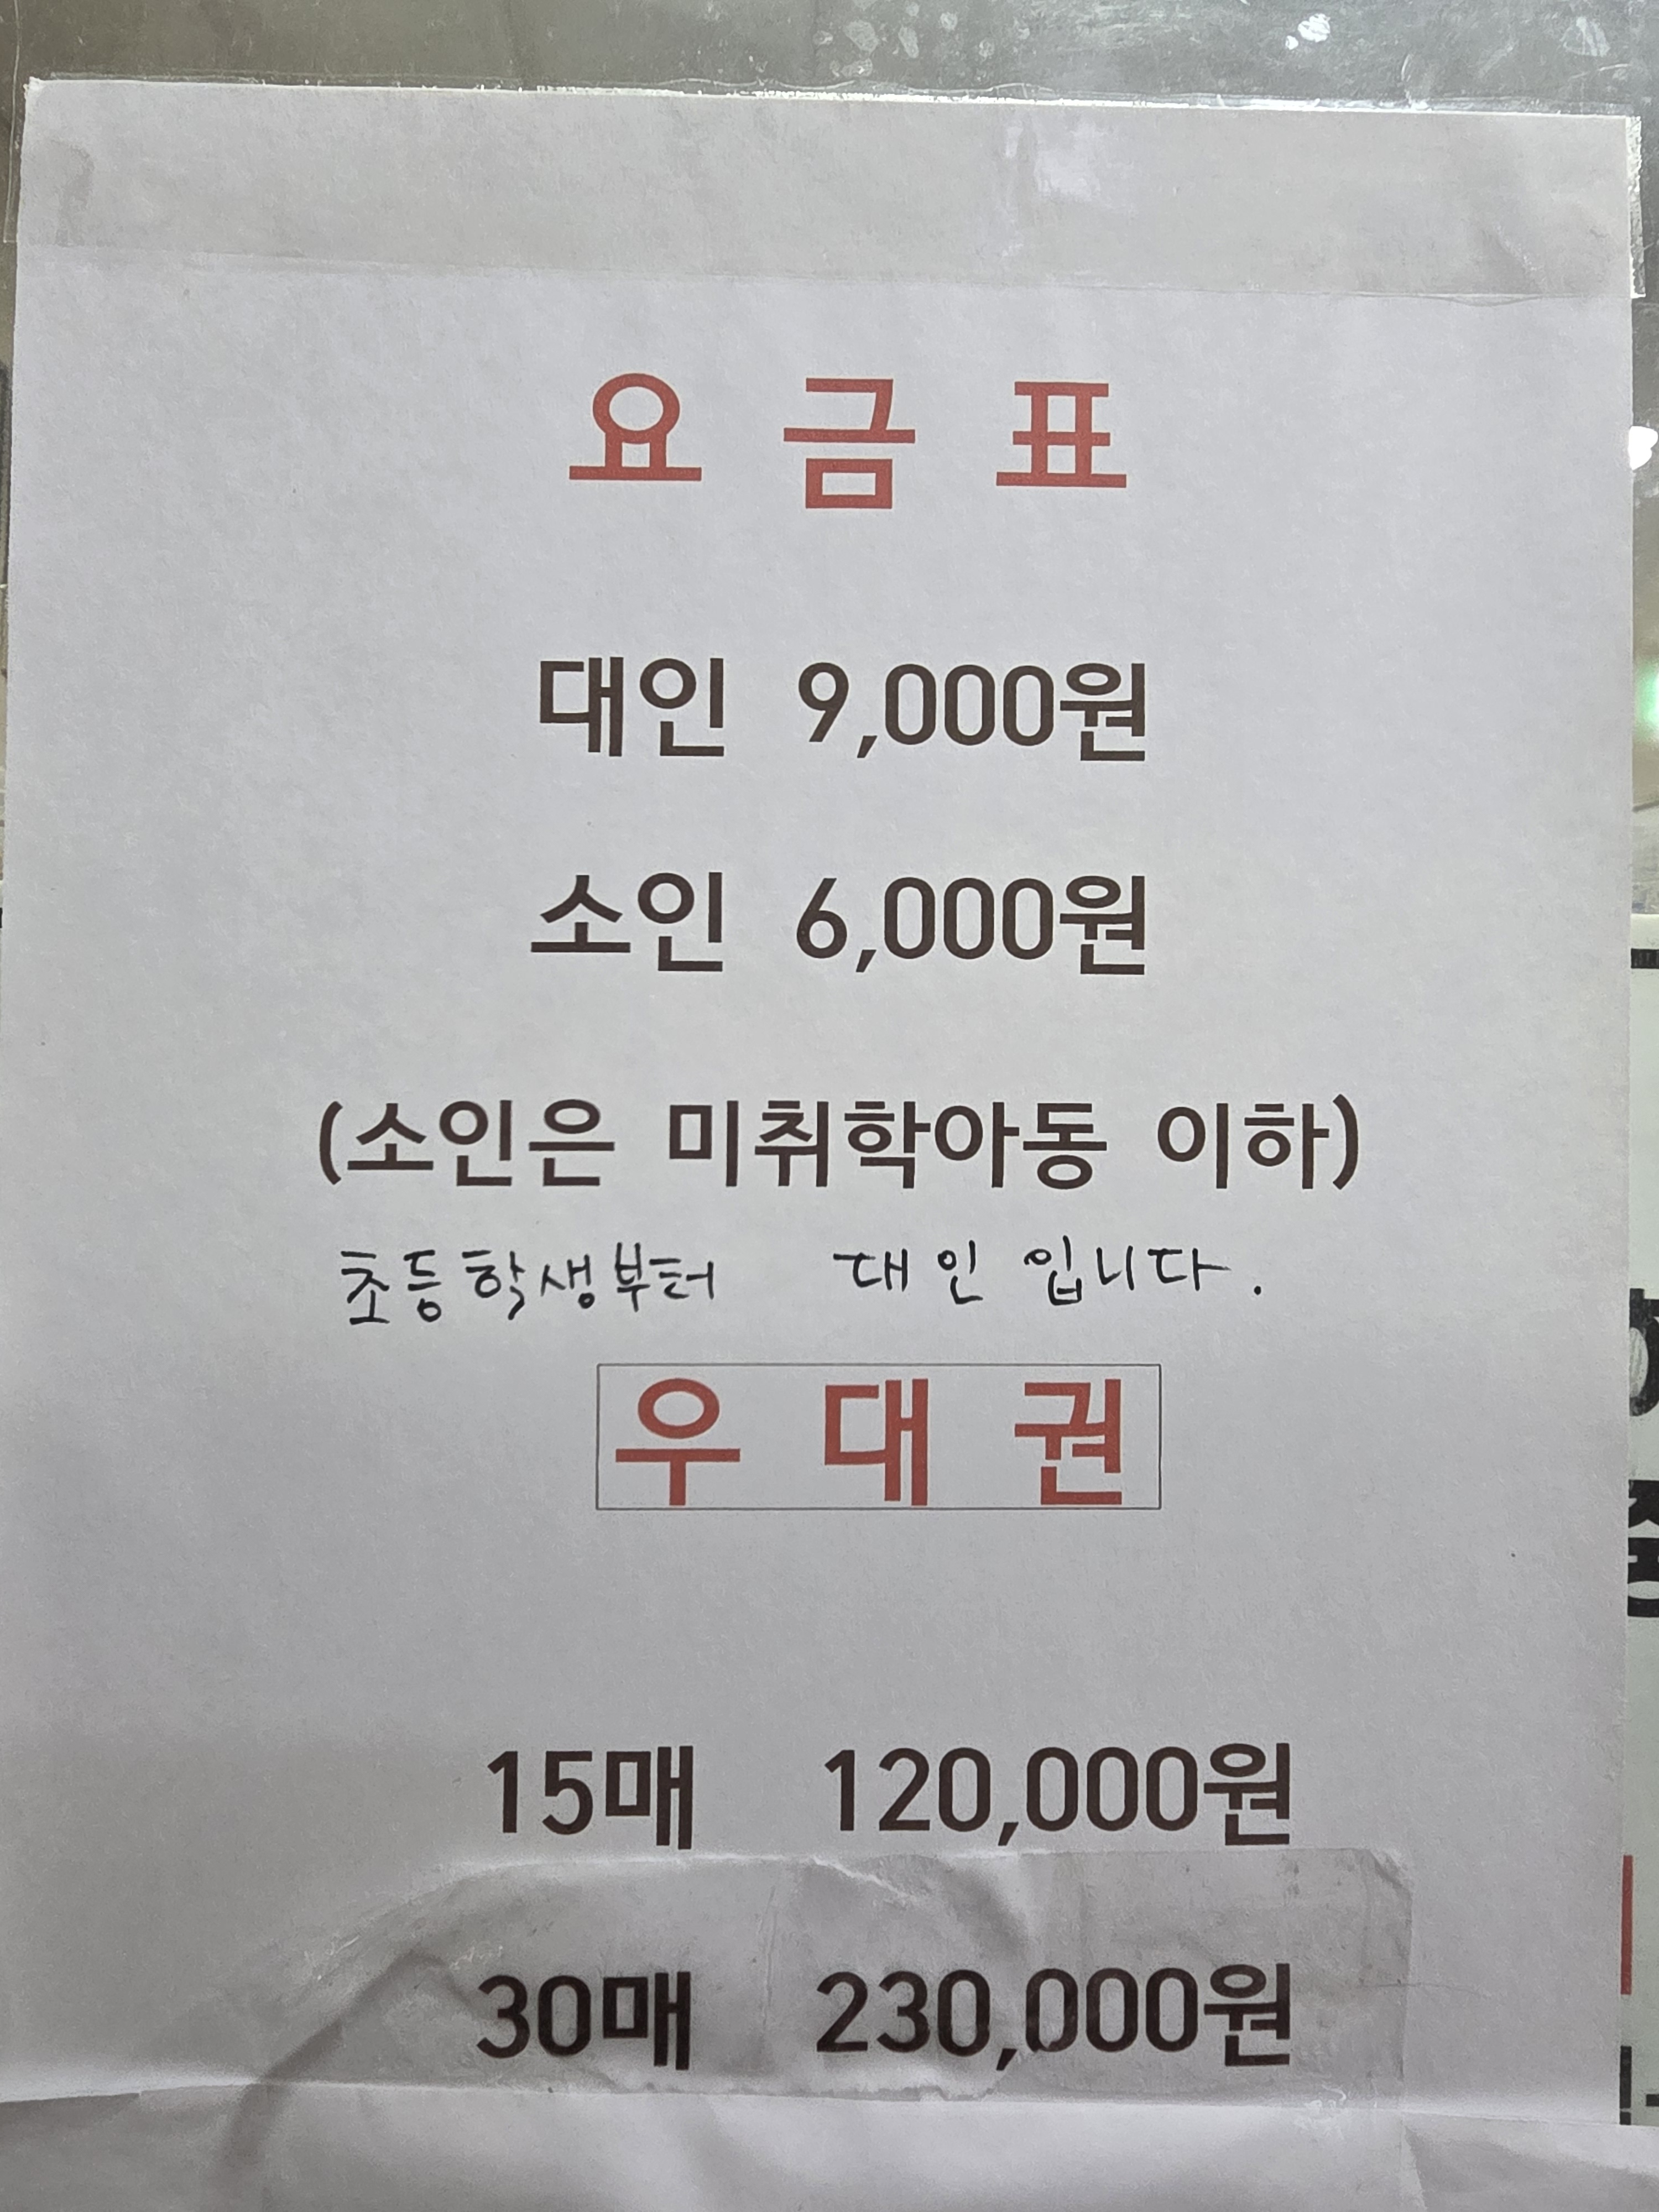 요 금 표
대인 9,000원
소인 6,000원
(소인은 미취학아동 이하)
초등학생부터 대인 입니다.
우 대 권
15매 120,000원
30매 230,000원